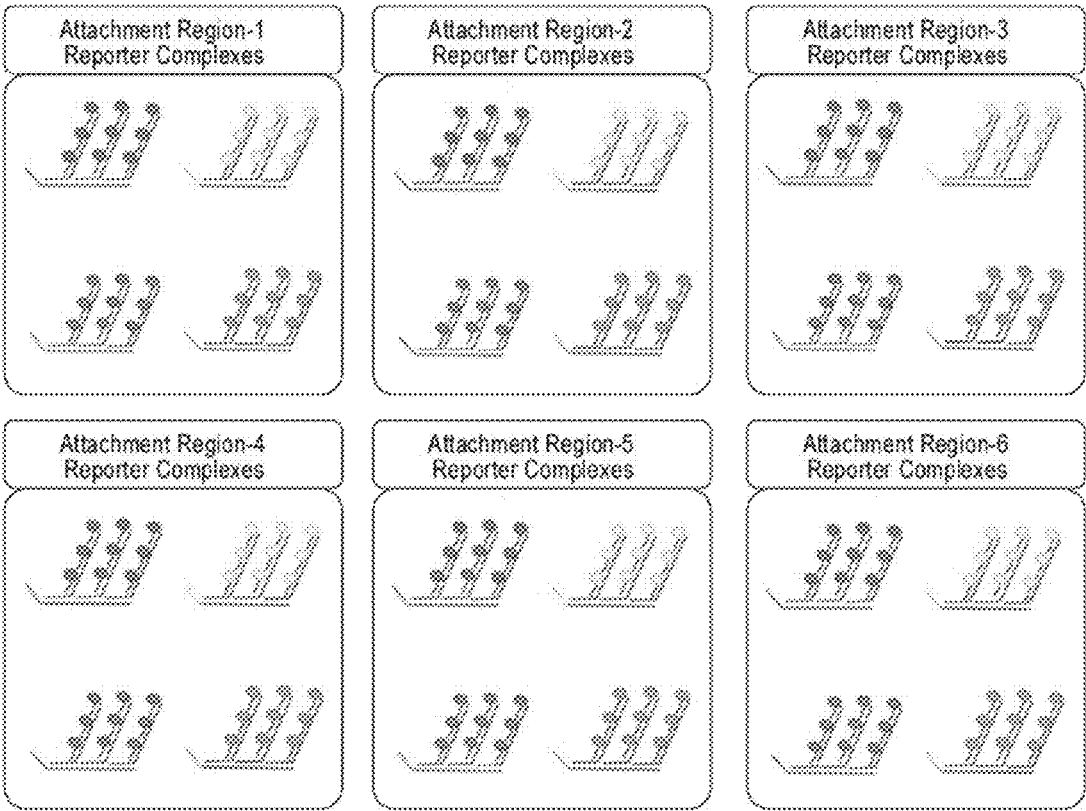 Attachment Region-1
Reporter Complexes
Attachment Region-2
Reporter Complexes
Attachment Region-3
Reporter Complexes
Attachment Region-4
Reporter Complexes
Attachment Region-5
Reporter Complexes
Attachment Region-6
Reporter Complexes